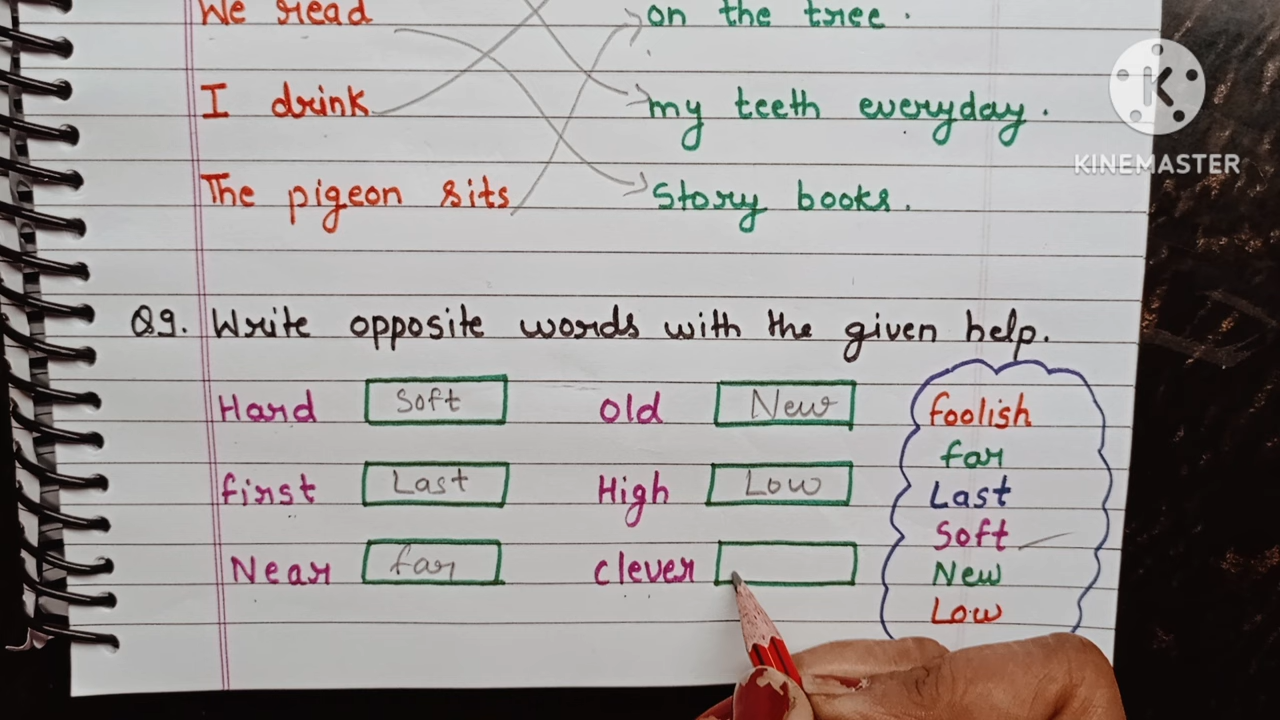 We read on the tree.
I drink my teeth everyday.
The pigeon sits Story books.
KINEMASTER
Q9. Write opposite words with the given help.
Hard Soft Old New foolish
far
first Last High Low Last
Soft
Near far clever New
Low